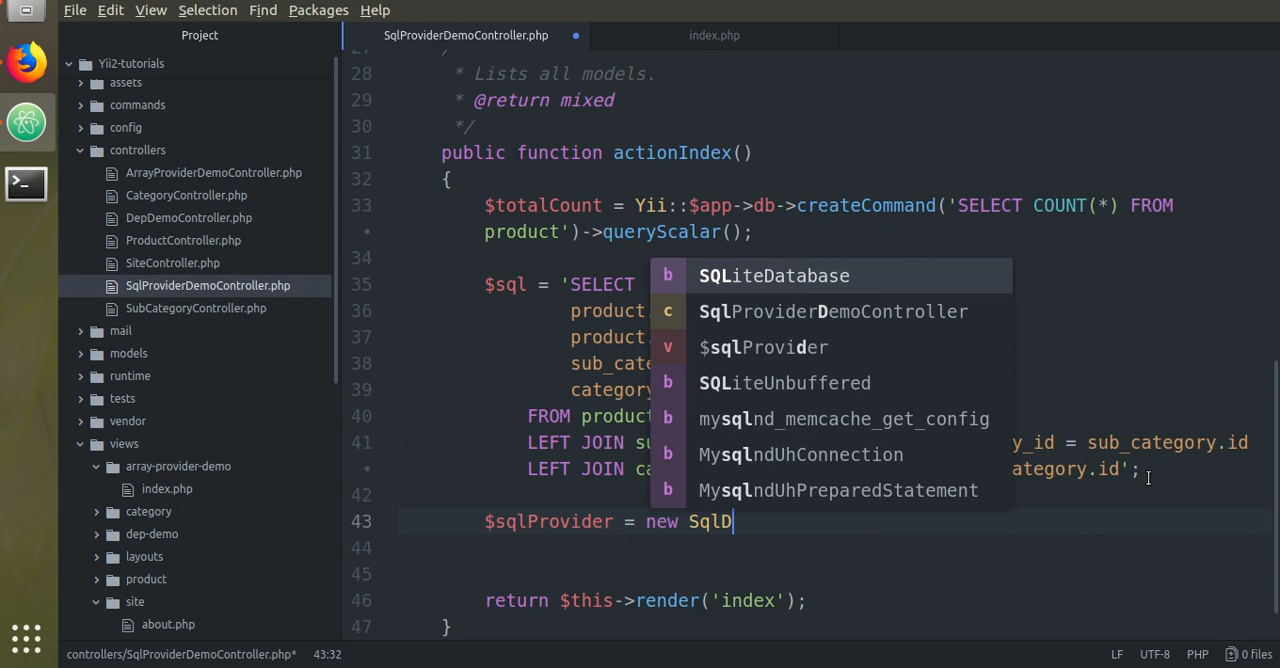 File Edit View Selection Find Packages Help
Project
SqlProviderDemoController.php
index.php
Yii2-tutorials
assets
commands
config
controllers
ArrayProviderDemoController.php
CategoryController.php
DepDemoController.php
ProductController.php
SiteController.php
SqlProviderDemoController.php
SubCategoryController.php
mail
models
runtime
tests
vendor
views
array-provider-demo
index.php
category
dep-demo
layouts
product
site
about.php
28 * Lists all models.
29 * @return mixed
30 */
31 public function actionIndex()
32 {
33 $totalCount = Yii::$app->db->createCommand('SELECT COUNT(*) FROM
• product')->queryScalar();
34
35 $sql = 'SELECT
36 product.
37 product.
38 sub_cate
39 category
40 FROM product
41 LEFT JOIN su y_id = sub_category.id
• LEFT JOIN ca ategory.id';
42
43 $sqlProvider = new SqlD
44
45
46 return $this->render('index');
47 }
b SQLiteDatabase
c SqlProviderDemoController
v $sqlProvider
b SQLiteUnbuffered
b mysqlnd_memcache_get_config
b MysqlndUhConnection
b MysqlndUhPreparedStatement
controllers/SqlProviderDemoController.php* 43:32
LF UTF-8 PHP 0 files